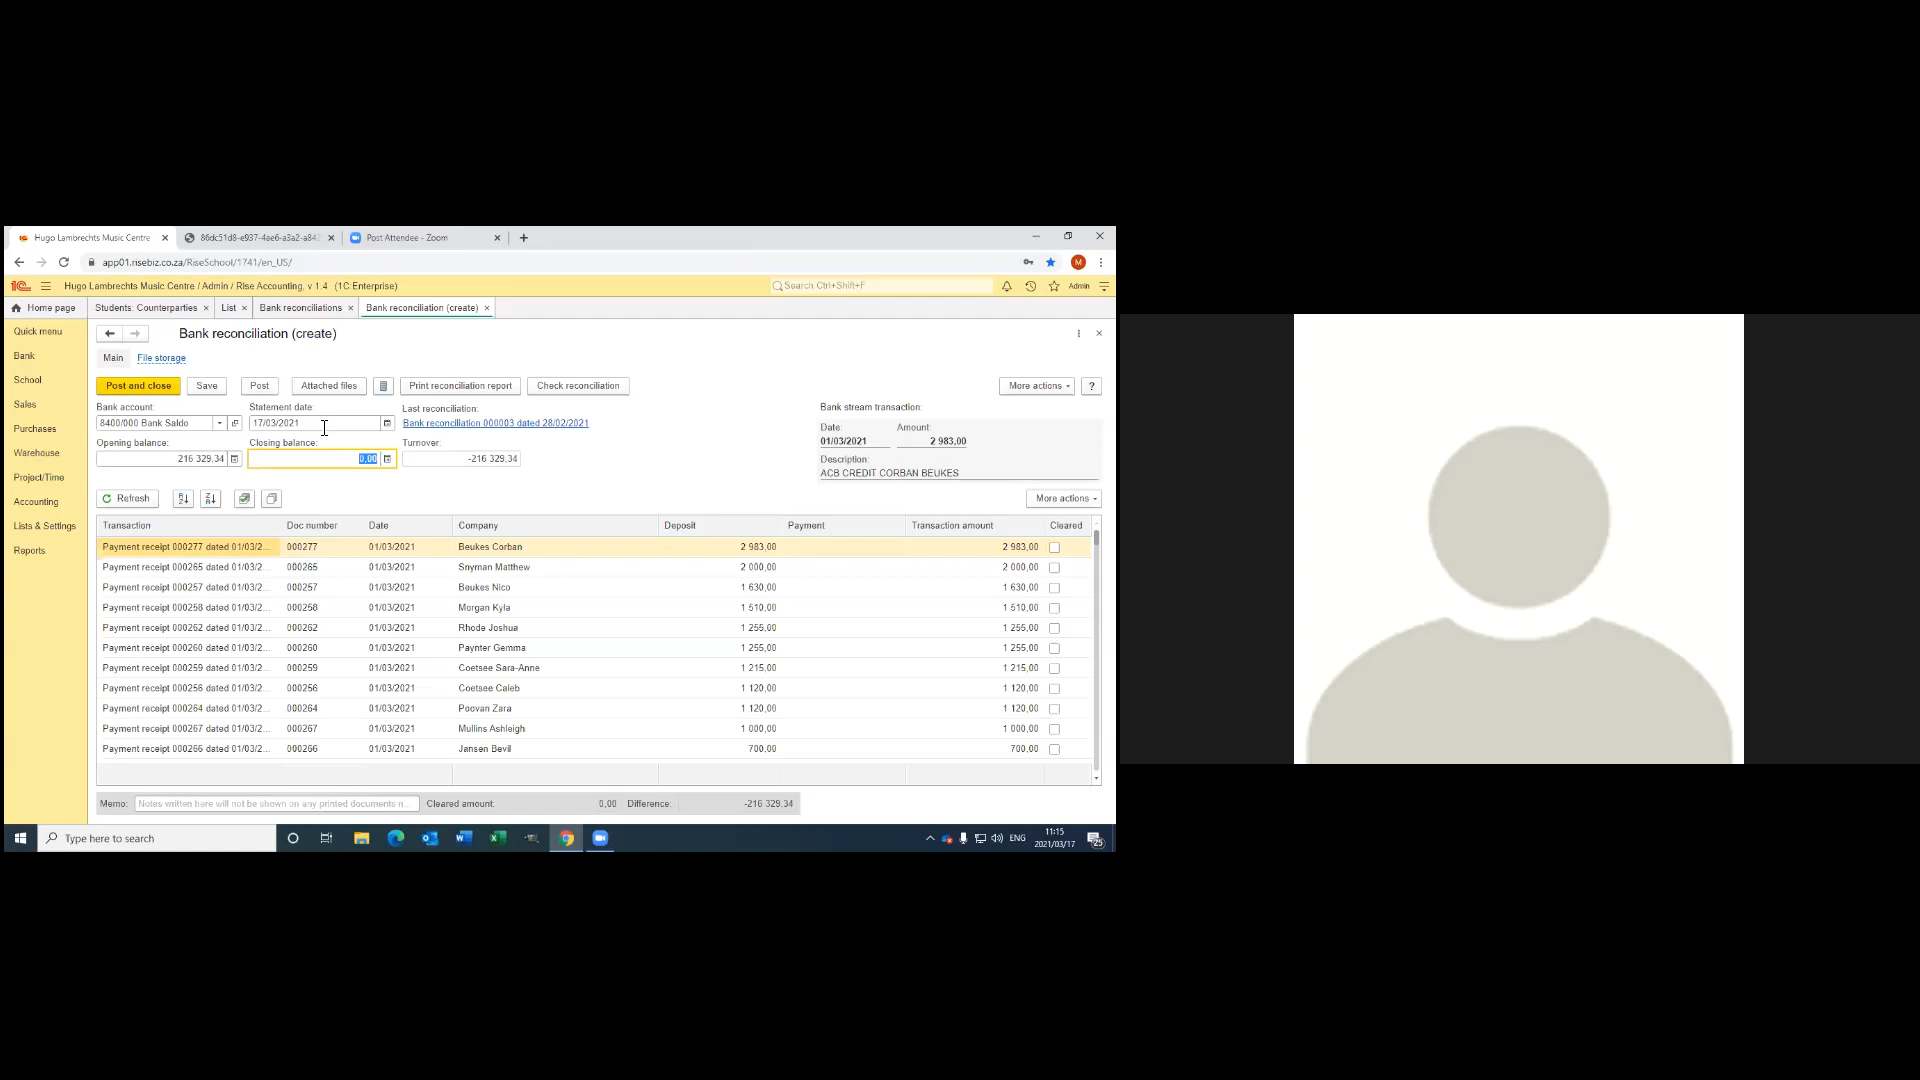 Hugo Lambrechts Music Centre
86dc51d8-e937-4ae6-a3a2-a842
Post Attendee - Zoom
app01.risebiz.co.za/RiseSchool/1741/en_US/
M
Hugo Lambrechts Music Centre / Admin / Rise Accounting, v 1.4 (1C:Enterprise)
Search Ctrl+Shift+F
Admin
Home page
Students: Counterparties
List
Bank reconciliations
Bank reconciliation (create)
Quick menu
Bank
School
Sales
Purchases
Warehouse
Project/Time
Accounting
Lists & Settings
Reports
Bank reconciliation (create)
Main File storage
Post and close Save Post Attached files Print reconciliation report Check reconciliation More actions ?
Bank account: Statement date: Last reconciliation:
8400/000 Bank Saldo 17/03/2021 Bank reconciliation 000003 dated 28/02/2021
Opening balance: Closing balance: Turnover:
216 329,34 0,00 -216 329,34
Bank stream transaction:
Date: Amount:
01/03/2021 2 983,00
Description:
ACB CREDIT CORBAN BEUKES
Refresh More actions
Transaction Doc number Date Company Deposit Payment Transaction amount Cleared
Payment receipt 000277 dated 01/03/2... 000277 01/03/2021 Beukes Corban 2 983,00 2 983,00
Payment receipt 000265 dated 01/03/2... 000265 01/03/2021 Snyman Matthew 2 000,00 2 000,00
Payment receipt 000257 dated 01/03/2... 000257 01/03/2021 Beukes Nico 1 630,00 1 630,00
Payment receipt 000258 dated 01/03/2... 000258 01/03/2021 Morgan Kyla 1 510,00 1 510,00
Payment receipt 000262 dated 01/03/2... 000262 01/03/2021 Rhode Joshua 1 255,00 1 255,00
Payment receipt 000260 dated 01/03/2... 000260 01/03/2021 Paynter Gemma 1 255,00 1 255,00
Payment receipt 000259 dated 01/03/2... 000259 01/03/2021 Coetsee Sara-Anne 1 215,00 1 215,00
Payment receipt 000256 dated 01/03/2... 000256 01/03/2021 Coetsee Caleb 1 120,00 1 120,00
Payment receipt 000264 dated 01/03/2... 000264 01/03/2021 Poovan Zara 1 120,00 1 120,00
Payment receipt 000267 dated 01/03/2... 000267 01/03/2021 Mullins Ashleigh 1 000,00 1 000,00
Payment receipt 000266 dated 01/03/2... 000266 01/03/2021 Jansen Bevil 700,00 700,00
Memo: Notes written here will not be shown on any printed documents n... Cleared amount: 0,00 Difference: -216 329,34
Type here to search
ENG
11:15
2021/03/17
25